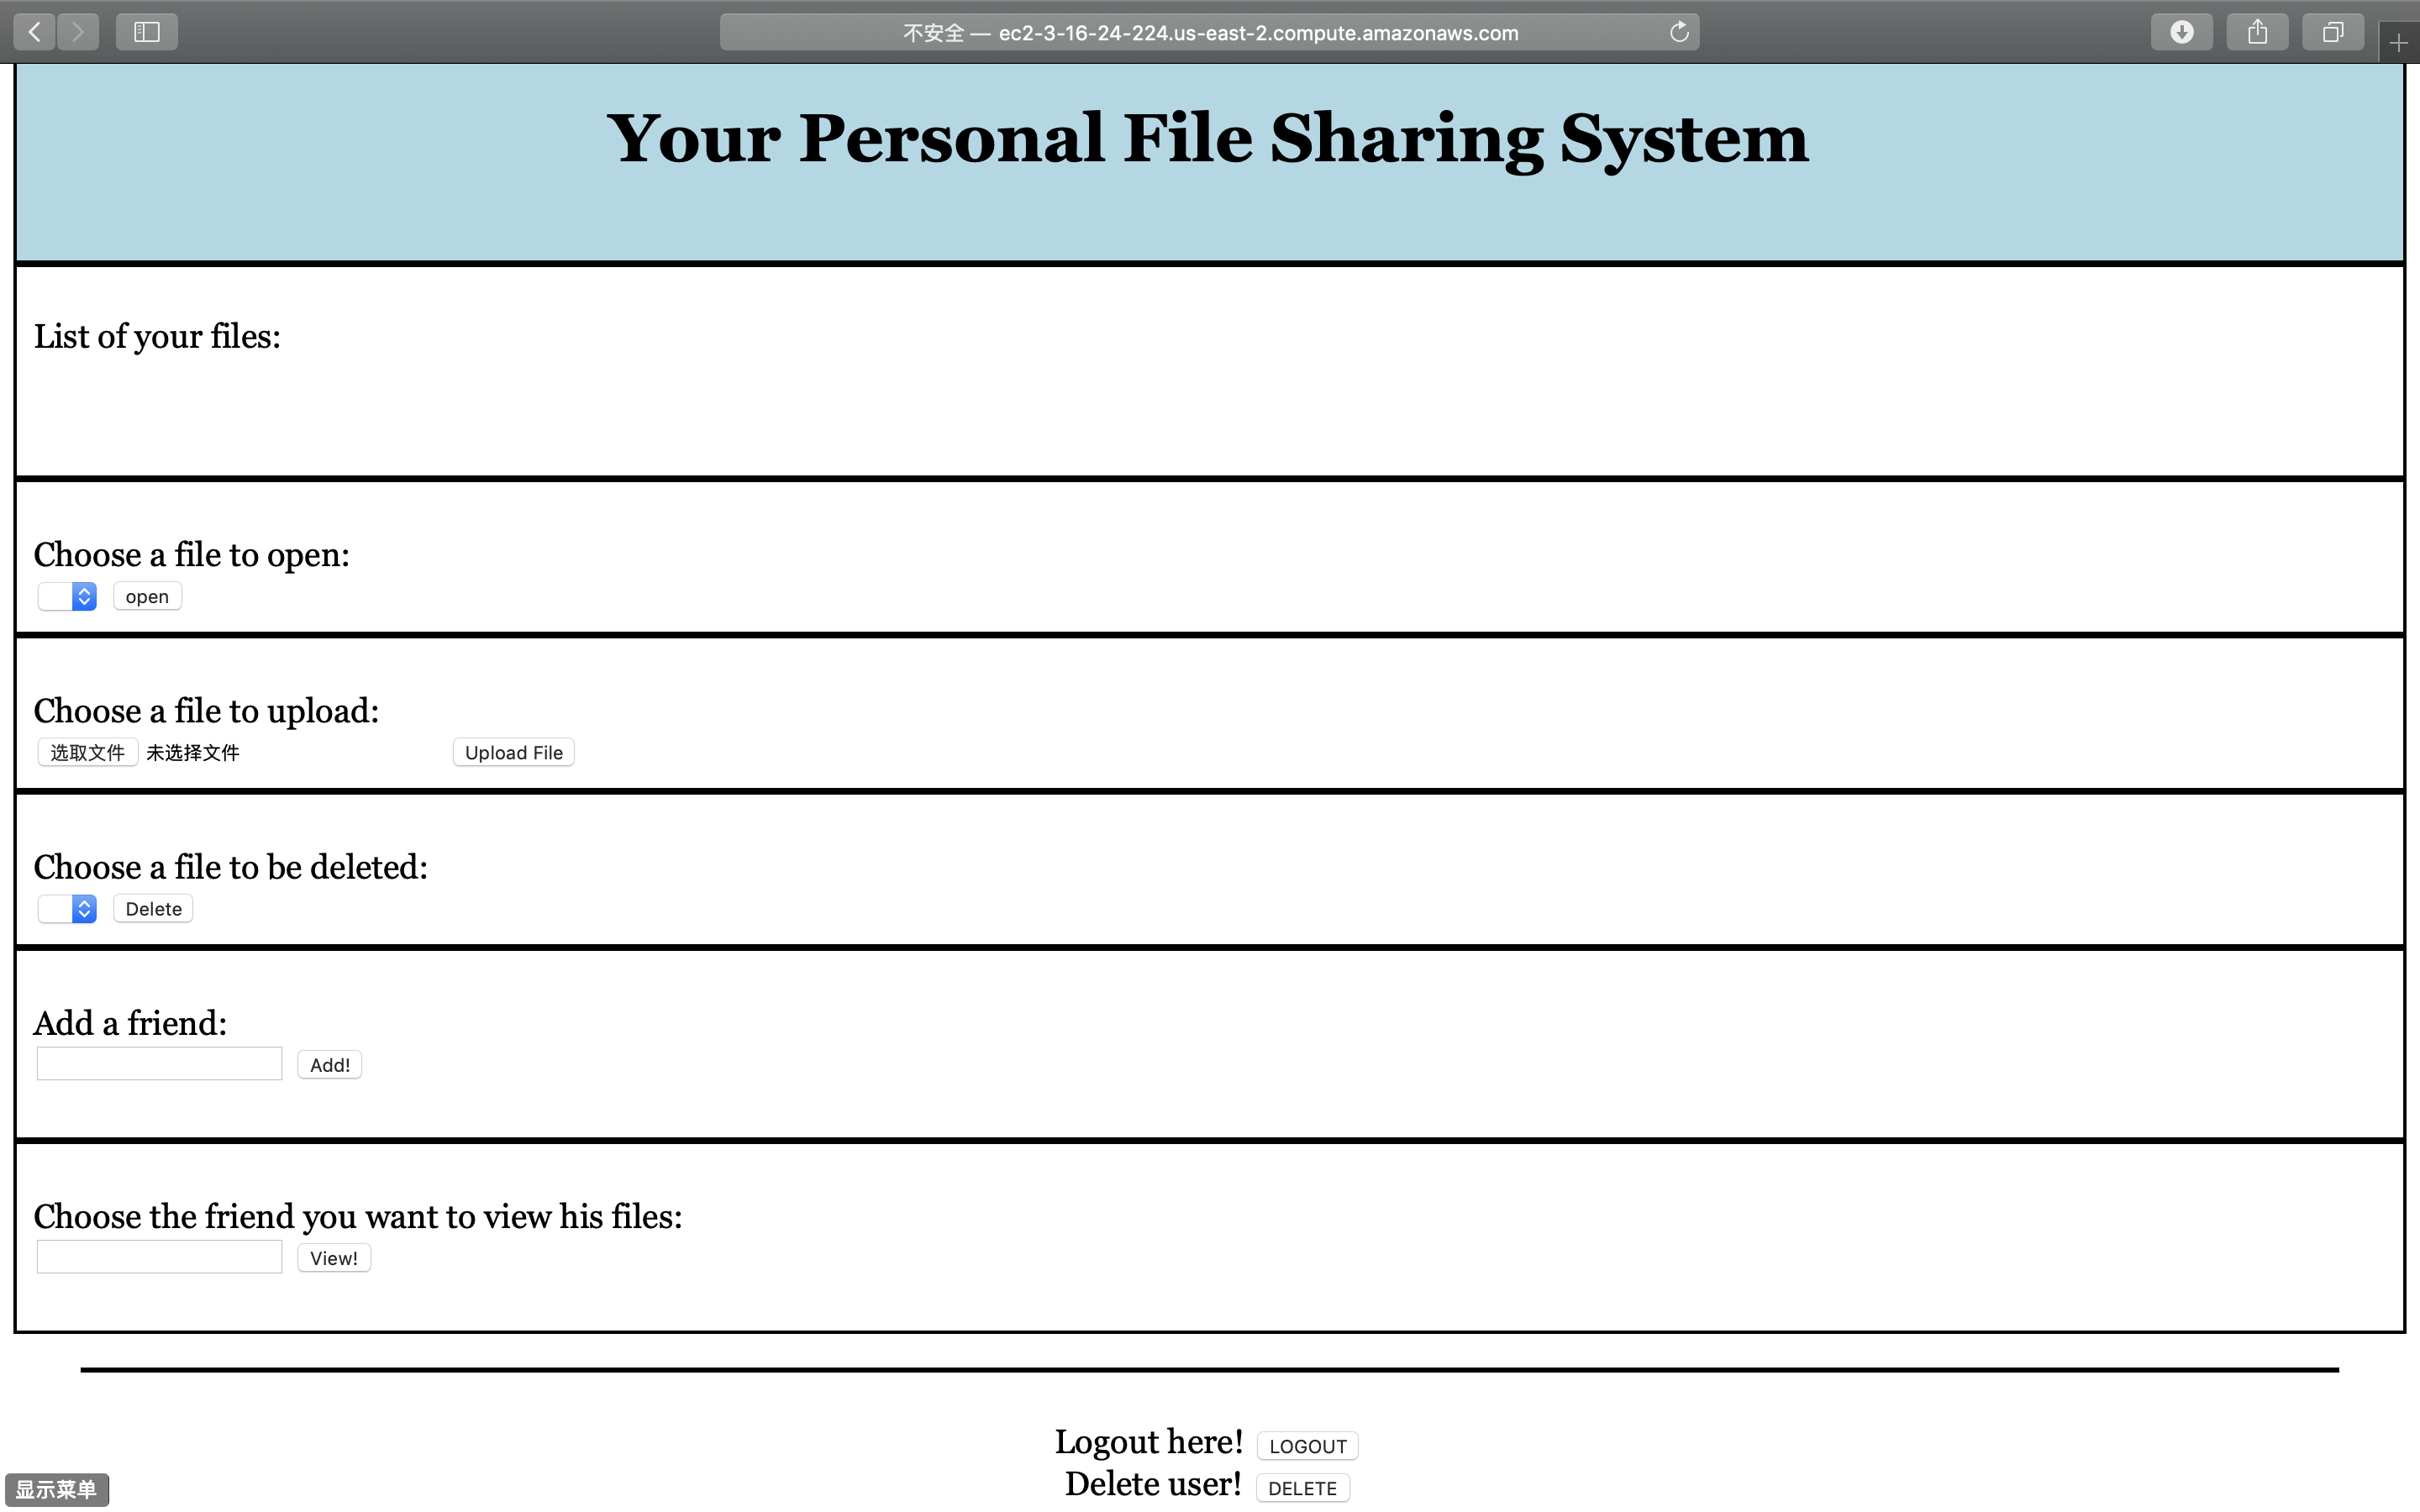 不安全 — ec2-3-16-24-224.us-east-2.compute.amazonaws.com
Your Personal File Sharing System
List of your files:
Choose a file to open:
open
Choose a file to upload:
选取文件 未选择文件 Upload File
Choose a file to be deleted:
Delete
Add a friend:
Add!
Choose the friend you want to view his files:
View!
Logout here! LOGOUT
Delete user! DELETE
显示菜单